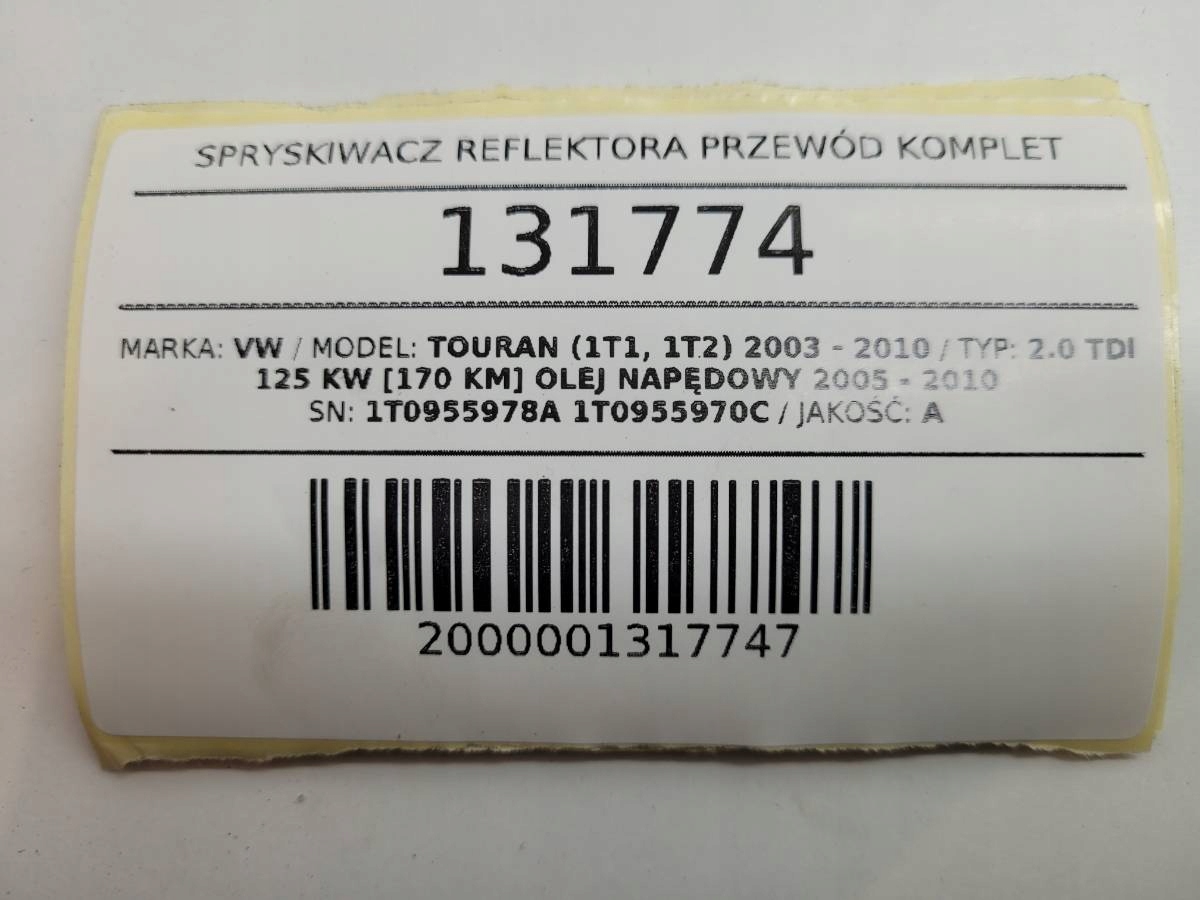 SPRYSKIWACZ REFLEKTORA PRZEWÓD KOMPLET
131774
MARKA: VW / MODEL: TOURAN (1T1, 1T2) 2003 - 2010 / TYP: 2.0 TDI
125 KW [170 KM] OLEJ NAPĘDOWY 2005 - 2010
SN: 1T0955978A 1T0955970C / JAKOŚĆ: A
2000001317747